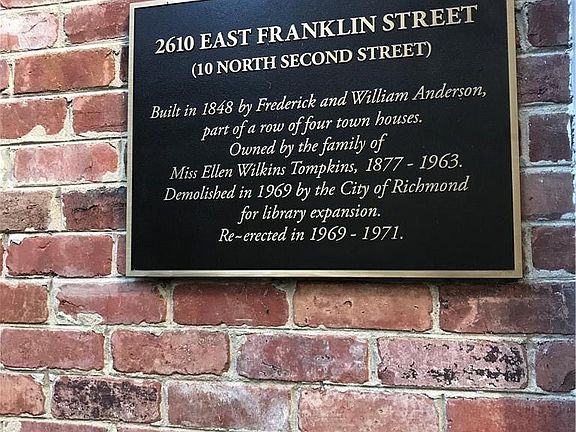 2610 EAST FRANKLIN STREET
(10 NORTH SECOND STREET)
Built in 1848 by Frederick and William Anderson,
part of a row of four town houses.
Owned by the family of
Miss Ellen Wilkins Tompkins, 1877 - 1963.
Demolished in 1969 by the City of Richmond
for library expansion.
Re~erected in 1969 - 1971.